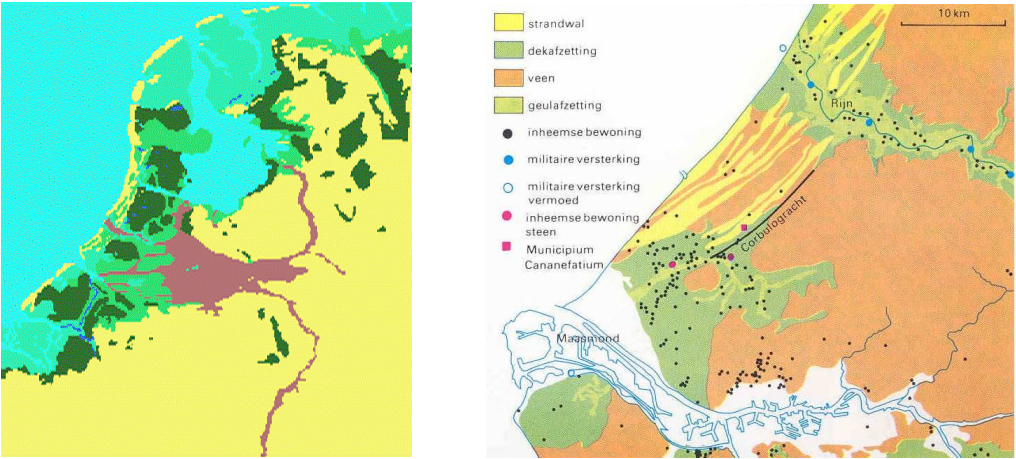 strandwal
dekafzetting
veen
geulafzetting
inheemse bewoning
militaire versterking
militaire versterking
vermoed
inheemse bewoning
steen
Municipium
Cananefatium
10 km
Rijn
Corbulogracht
Maasmond